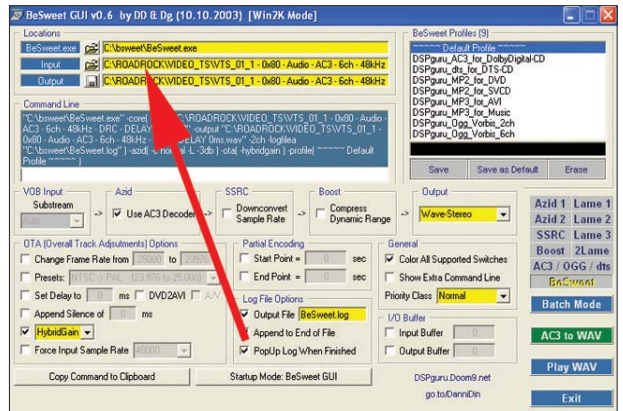 BeSweet GUI v0.6 by DD & Dg (10.10.2003) [Win2K Mode]
Locations
BeSweet.exe C:\bsweet\BeSweet.exe
Input C:\ROADROCK\VIDEO_TS\VTS_01_1 - 0x80 - Audio - AC3 - 6ch - 48kHz
Output C:\ROADROCK\VIDEO_TS\VTS_01_1 - 0x80 - Audio - AC3 - 6ch - 48kHz
BeSweet Profiles (9)
~~~~~ Default Profile ~~~~~
DSPguru_AC3_for_DolbyDigital-CD
DSPguru_dts_for_DTS-CD
DSPguru_MP2_for_DVD
DSPguru_MP2_for_SVCD
DSPguru_MP3_for_AVI
DSPguru_MP3_for_Music
DSPguru_Ogg_Vorbis_2ch
DSPguru_Ogg_Vorbis_6ch
Save Save as Default Erase
Command Line
"C:\bsweet\BeSweet.exe" -core( C:\ROADROCK\VIDEO_TS\VTS_01_1 - 0x80 - Audio -
AC3 - 6ch - 48kHz - DRC - DELAY -output "C:\ROADROCK\VIDEO_TS\VTS_01_1 -
0x80 - Audio - AC3 - 6ch - 48kHz - DELAY 0ms.wav" -2ch -logfilea
"C:\bsweet\BeSweet.log" ) -azid( normal -L -3db ) -ota( -hybridgain ) -profile( ~~~~~ Default
Profile ~~~~~ )
VOB Input
Substream
Auto
->
Azid
Use AC3 Decoder
->
SSRC
Downconvert
Sample Rate
->
Boost
Compress
Dynamic Range
->
Output
Wave-Stereo
Azid 1 Lame 1
Azid 2 Lame 2
SSRC Lame 3
Boost 2Lame
AC3 / OGG / dts
BeSweet
Batch Mode
AC3 to WAV
Play WAV
Exit
OTA (Overall Track Adjustments) Options
Change Frame Rate from 25000 to 23976
Presets: NTSC -> PAL (23.976 to 25.000)
Set Delay to 0 ms DVD2AVI A/V
Append Silence of 0 ms
HybridGain
Force Input Sample Rate 48000
Partial Encoding
Start Point = 0 sec
End Point = 0 sec
Log File Options
Output File BeSweet.log
Append to End of File
PopUp Log When Finished
General
Color All Supported Switches
Show Extra Command Line
Priority Class Normal
I/O Buffer
Input Buffer 0
Output Buffer 0
Copy Command to Clipboard
Startup Mode: BeSweet GUI
DSPguru.Doom9.net
go.to/DanniDin